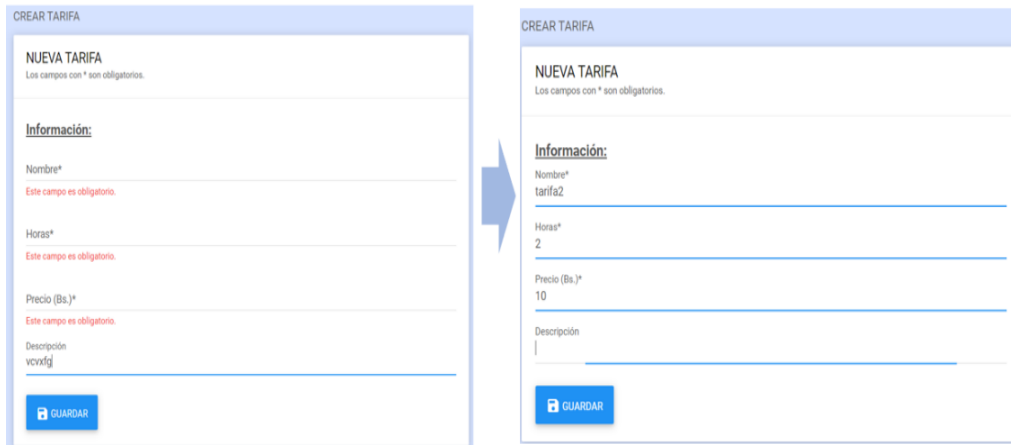 CREAR TARIFA
NUEVA TARIFA
Los campos con * son obligatorios.
Información:
Nombre*
Este campo es obligatorio.
Horas*
Este campo es obligatorio.
Precio (Bs.)*
Este campo es obligatorio.
Descripción
vcvxfg
GUARDAR
CREAR TARIFA
NUEVA TARIFA
Los campos con * son obligatorios.
Información:
Nombre*
tarifa2
Horas*
2
Precio (Bs.)*
10
Descripción
GUARDAR